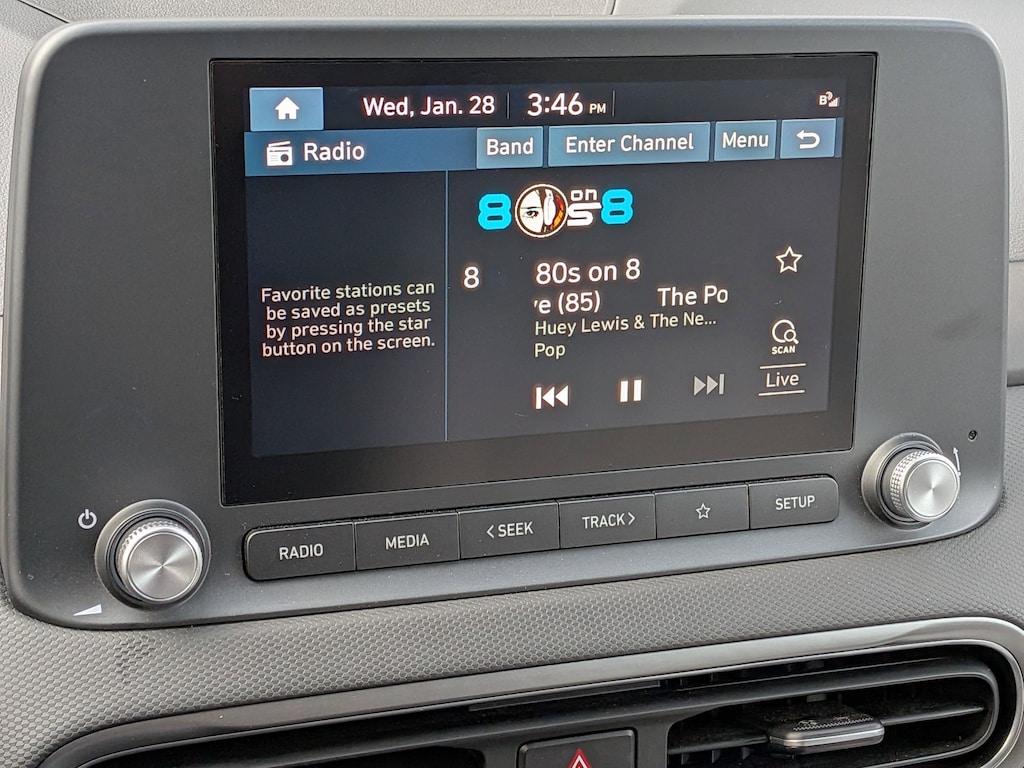 Wed, Jan. 28 3:46 PM
Radio Band Enter Channel Menu
8 on 8
8 80s on 8
e (85) The Po
Huey Lewis & The Ne...
Pop
Favorite stations can
be saved as presets
by pressing the star
button on the screen.
SCAN
Live
RADIO MEDIA < SEEK TRACK > SETUP